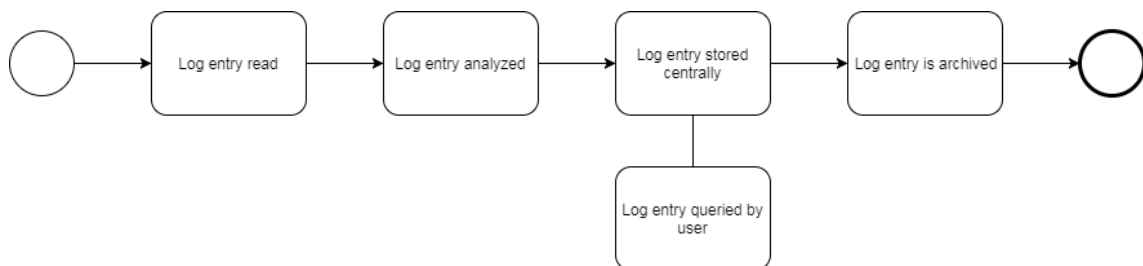 Log entry read
Log entry analyzed
Log entry stored
centrally
Log entry is archived
Log entry queried by
user